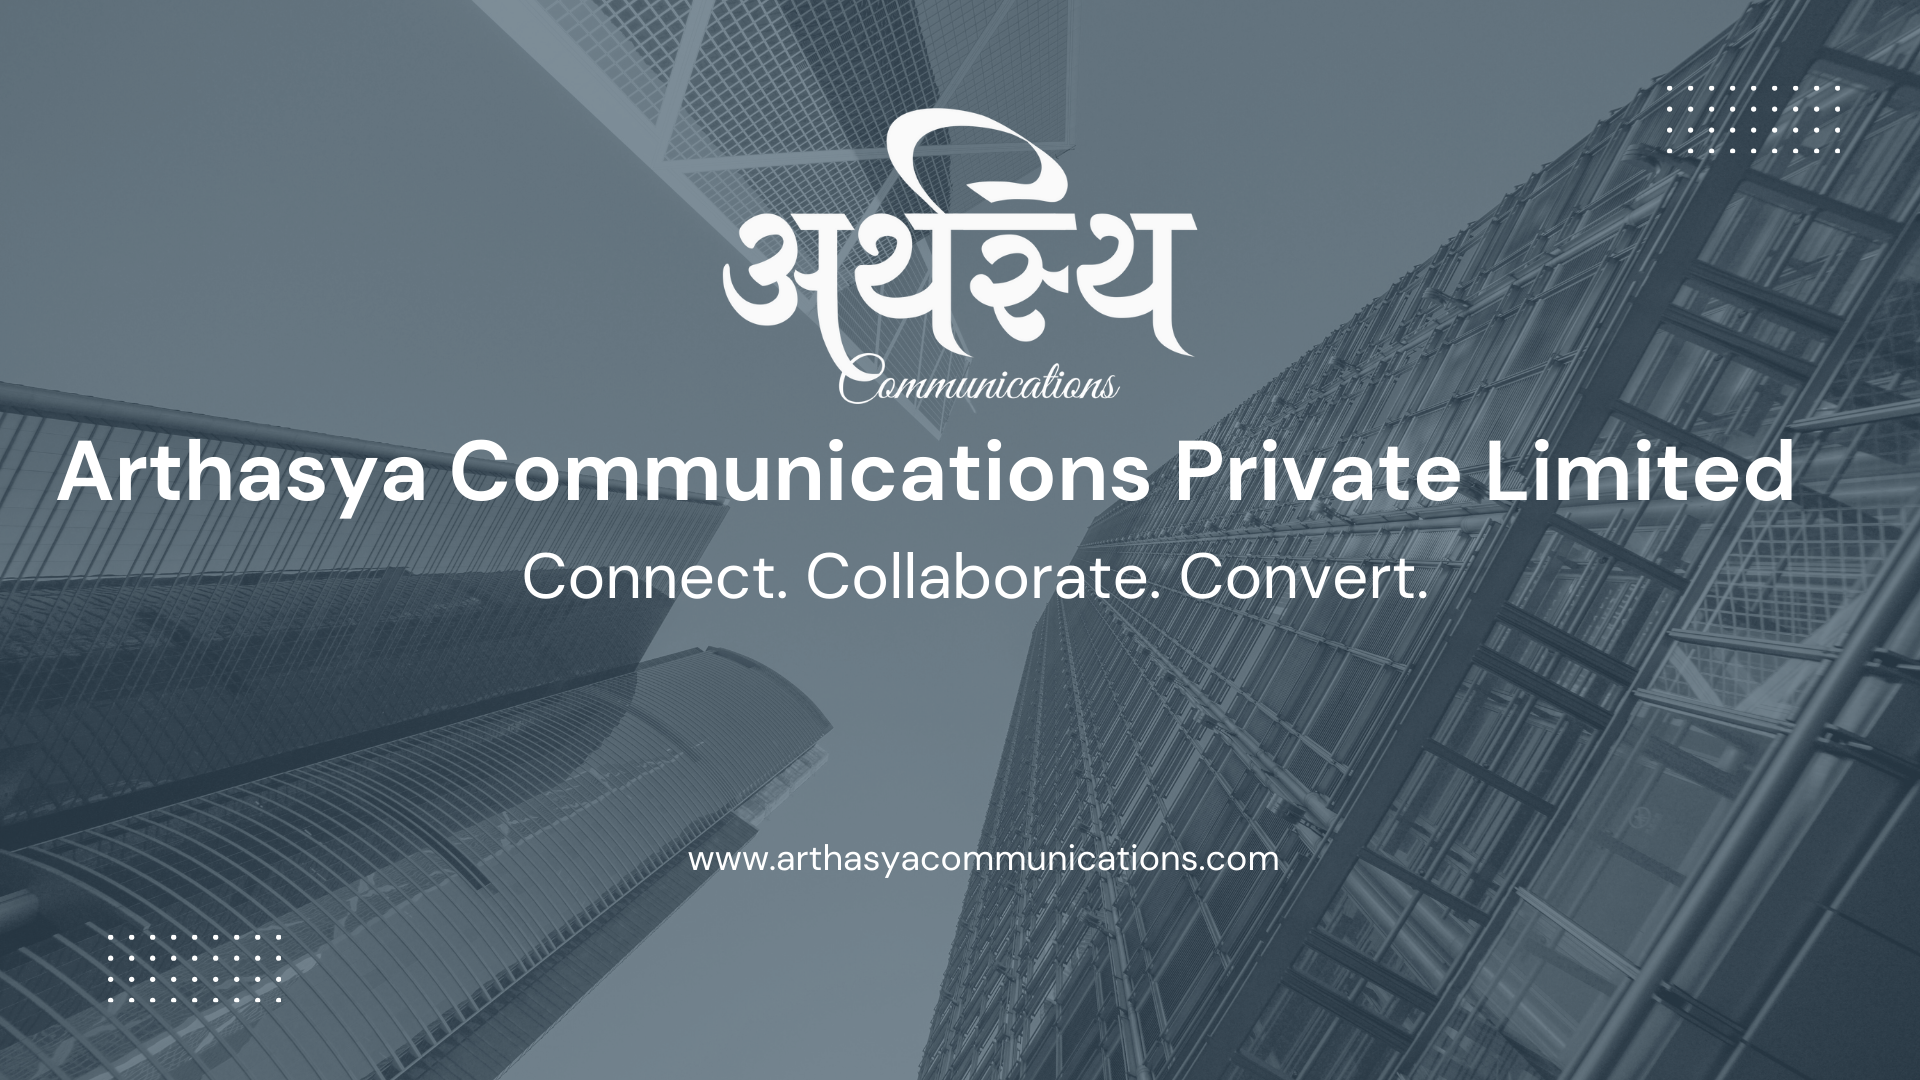 अर्थस्य
Communications
Arthasya Communications Private Limited
Connect. Collaborate. Convert.
www.arthasyacommunications.com